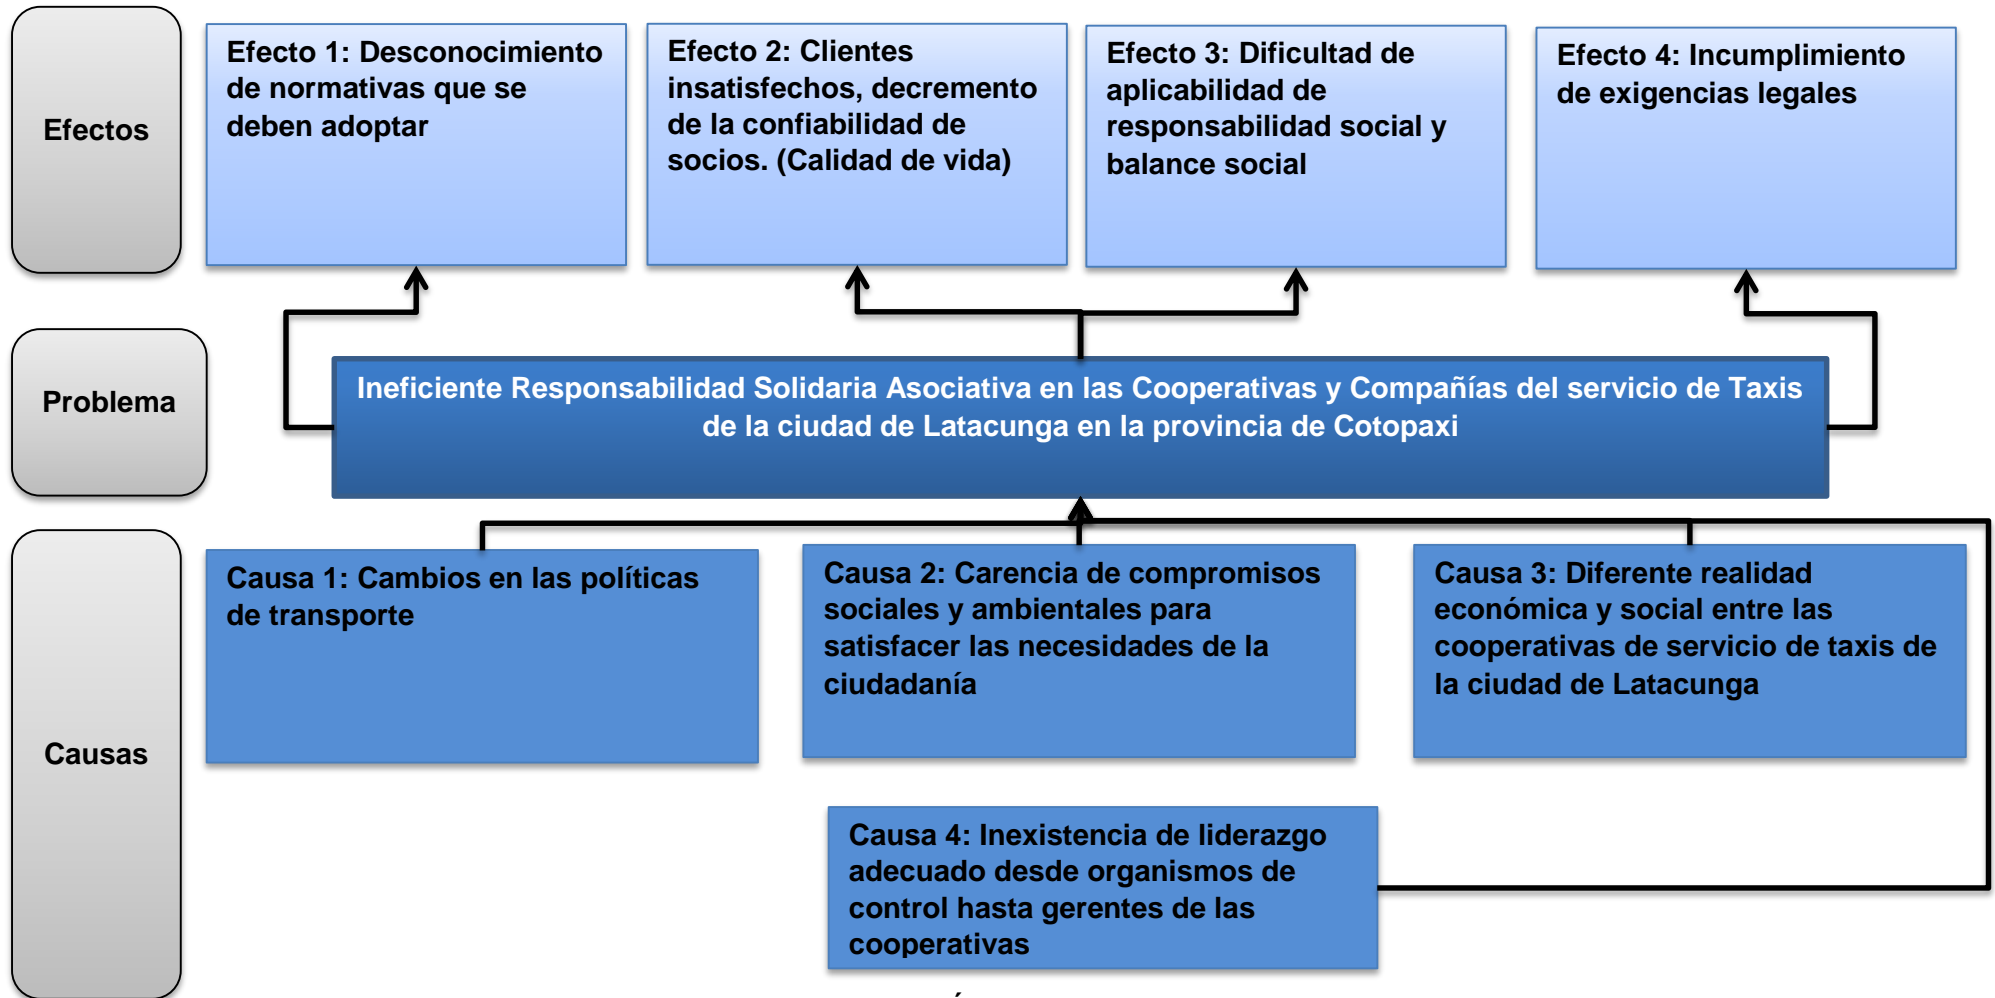 Efectos
Efecto 1: Desconocimiento
de normativas que se
deben adoptar
Efecto 2: Clientes
insatisfechos, decremento
de la confiabilidad de
socios. (Calidad de vida)
Efecto 3: Dificultad de
aplicabilidad de
responsabilidad social y
balance social
Efecto 4: Incumplimiento
de exigencias legales
Problema
Ineficiente Responsabilidad Solidaria Asociativa en las Cooperativas y Compañías del servicio de Taxis
de la ciudad de Latacunga en la provincia de Cotopaxi
Causas
Causa 1: Cambios en las políticas
de transporte
Causa 2: Carencia de compromisos
sociales y ambientales para
satisfacer las necesidades de la
ciudadanía
Causa 3: Diferente realidad
económica y social entre las
cooperativas de servicio de taxis de
la ciudad de Latacunga
Causa 4: Inexistencia de liderazgo
adecuado desde organismos de
control hasta gerentes de las
cooperativas